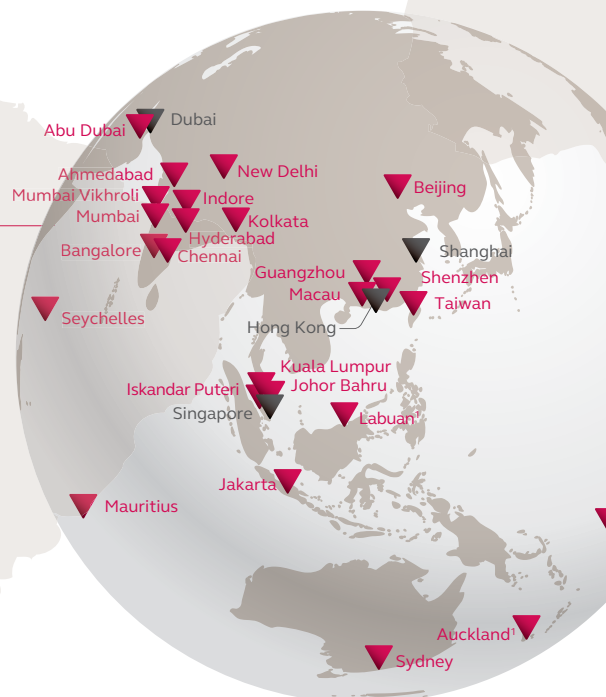 Dubai
Abu Dubai
New Delhi
Ahmedabad
Beijing
Mumbai Vikhroli
Indore
Mumbai
Kolkata
Hyderabad
Bangalore
Chennai
Shanghai
Guangzhou
Shenzhen
Macau
Taiwan
Seychelles
Hong Kong
Kuala Lumpur
Iskandar Puteri
Johor Bahru
Singapore
Labuan¹
Jakarta
Mauritius
Auckland¹
Sydney